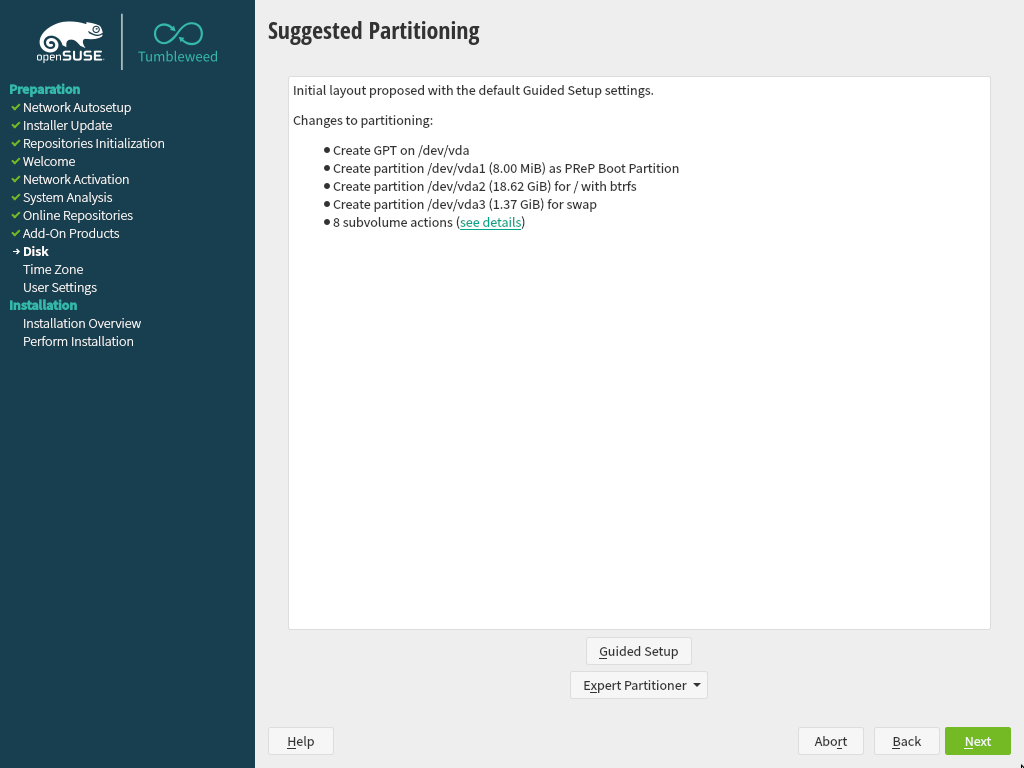 openSUSE
Tumbleweed
Preparation
Network Autosetup
Installer Update
Repositories Initialization
Welcome
Network Activation
System Analysis
Online Repositories
Add-On Products
Disk
Time Zone
User Settings
Installation
Installation Overview
Perform Installation
Suggested Partitioning
Initial layout proposed with the default Guided Setup settings.
Changes to partitioning:
Create GPT on /dev/vda
Create partition /dev/vda1 (8.00 MiB) as PReP Boot Partition
Create partition /dev/vda2 (18.62 GiB) for / with btrfs
Create partition /dev/vda3 (1.37 GiB) for swap
8 subvolume actions (see details)
Guided Setup
Expert Partitioner
Help
Abort
Back
Next